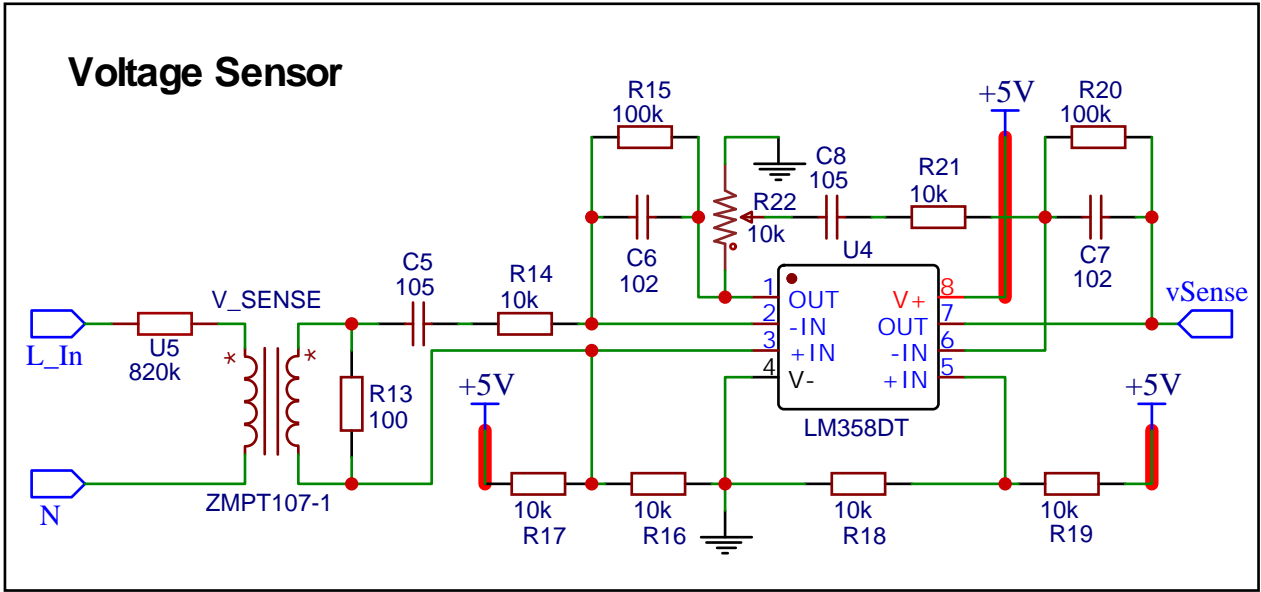 Voltage Sensor
R15
100k
+5V
R20
100k
C8
105
R21
10k
R22
10k
C6
102
U4
C7
102
C5
105
R14
10k
V_SENSE
1
OUT
V+
8
vSense
2
-IN
OUT
7
3
+IN
-IN
6
4
V-
+IN
5
L_In
U5
820k
*
*
R13
100
+5V
+5V
LM358DT
N
ZMPT107-1
10k
R17
10k
R16
10k
R18
10k
R19